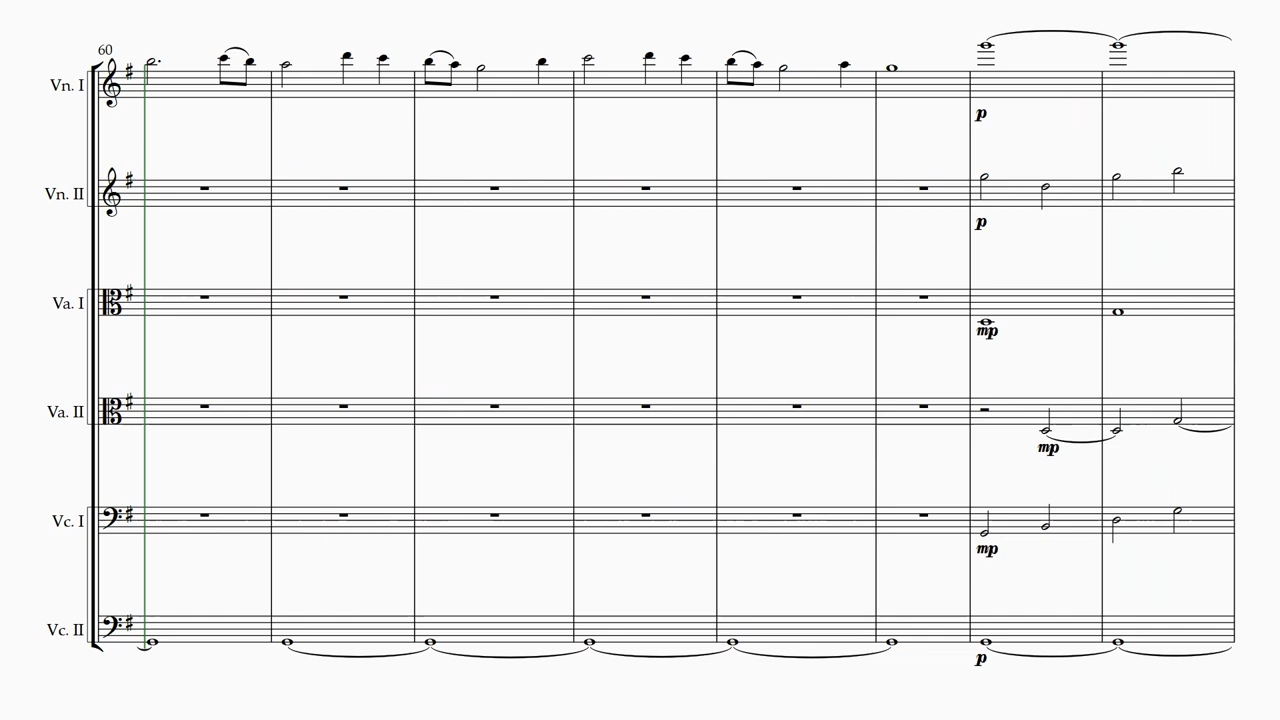 60
Vn. I
p
Vn. II
p
Va. I
mp
Va. II
mp
Vc. I
mp
Vc. II
p